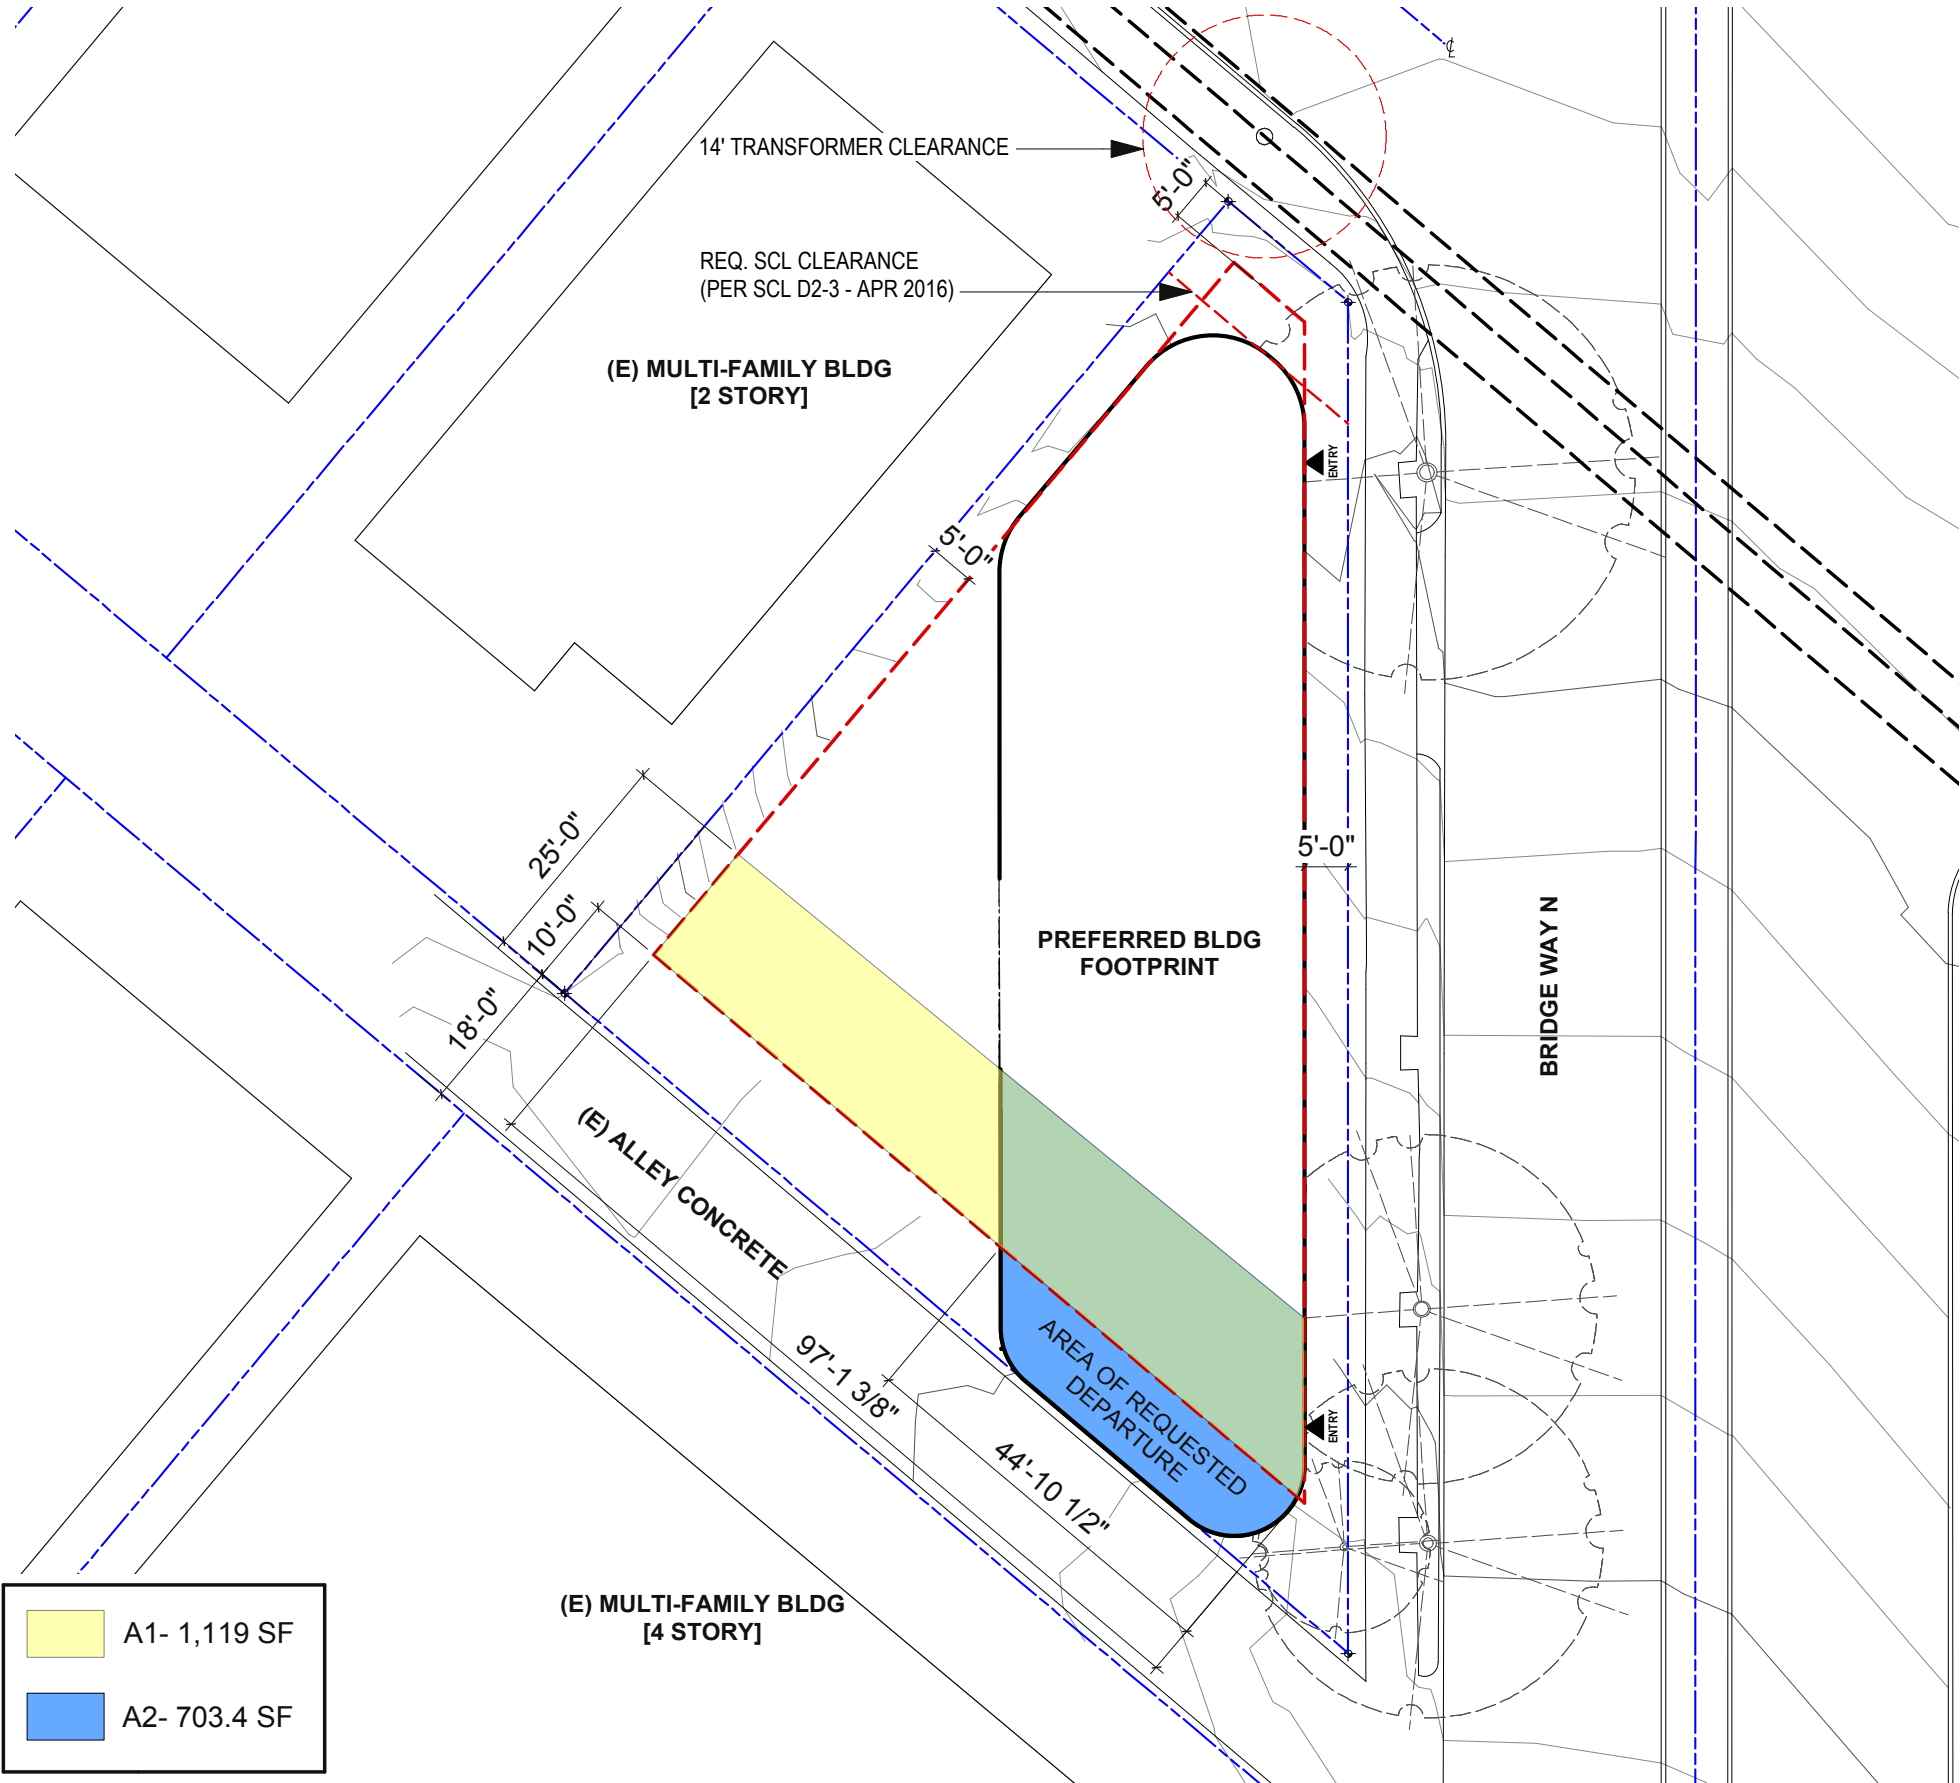 ℄
14' TRANSFORMER CLEARANCE
5'-0"
REQ. SCL CLEARANCE
(PER SCL D2-3 - APR 2016)
(E) MULTI-FAMILY BLDG
[2 STORY]
ENTRY
5'-0"
25'-0"
5'-0"
10'-0"
PREFERRED BLDG
FOOTPRINT
BRIDGE WAY N
18'-0"
(E) ALLEY CONCRETE
97'-1 3/8"
AREA OF REQUESTED
DEPARTURE
ENTRY
44'-10 1/2"
(E) MULTI-FAMILY BLDG
[4 STORY]
A1- 1,119 SF
A2- 703.4 SF